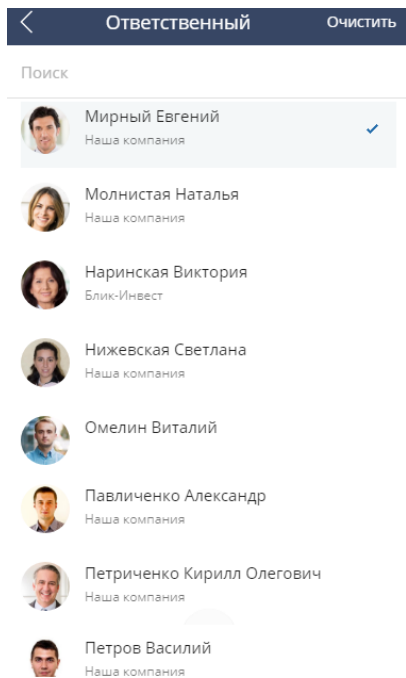 Ответственный Очистить
Поиск
Мирный Евгений
Наша компания
Молнистая Наталья
Наша компания
Наринская Виктория
Блик-Инвест
Нижевская Светлана
Наша компания
Омелин Виталий
Павличенко Александр
Наша компания
Петриченко Кирилл Олегович
Наша компания
Петров Василий
Наша компания